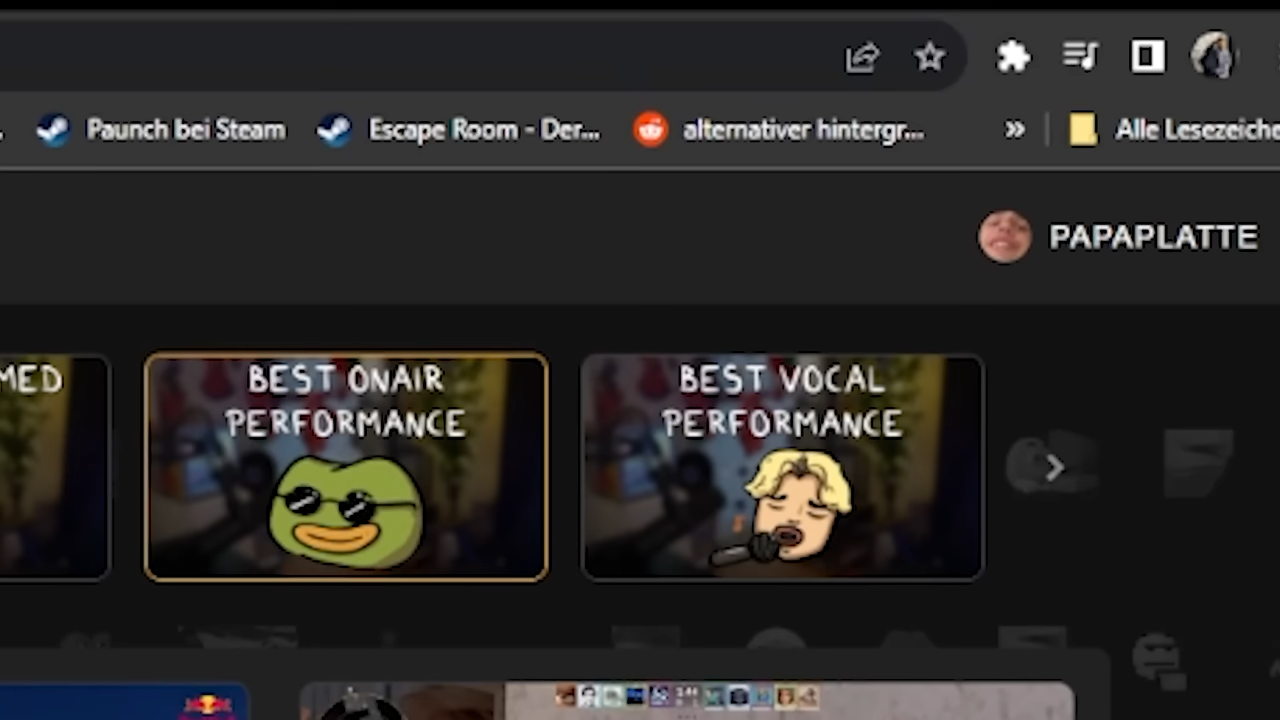 Paunch bei Steam
Escape Room - Der...
alternativer hintergr...
»
Alle Lesezeiche
PAPAPLATTE
MED
BEST ONAIR
PERFORMANCE
BEST VOCAL
PERFORMANCE